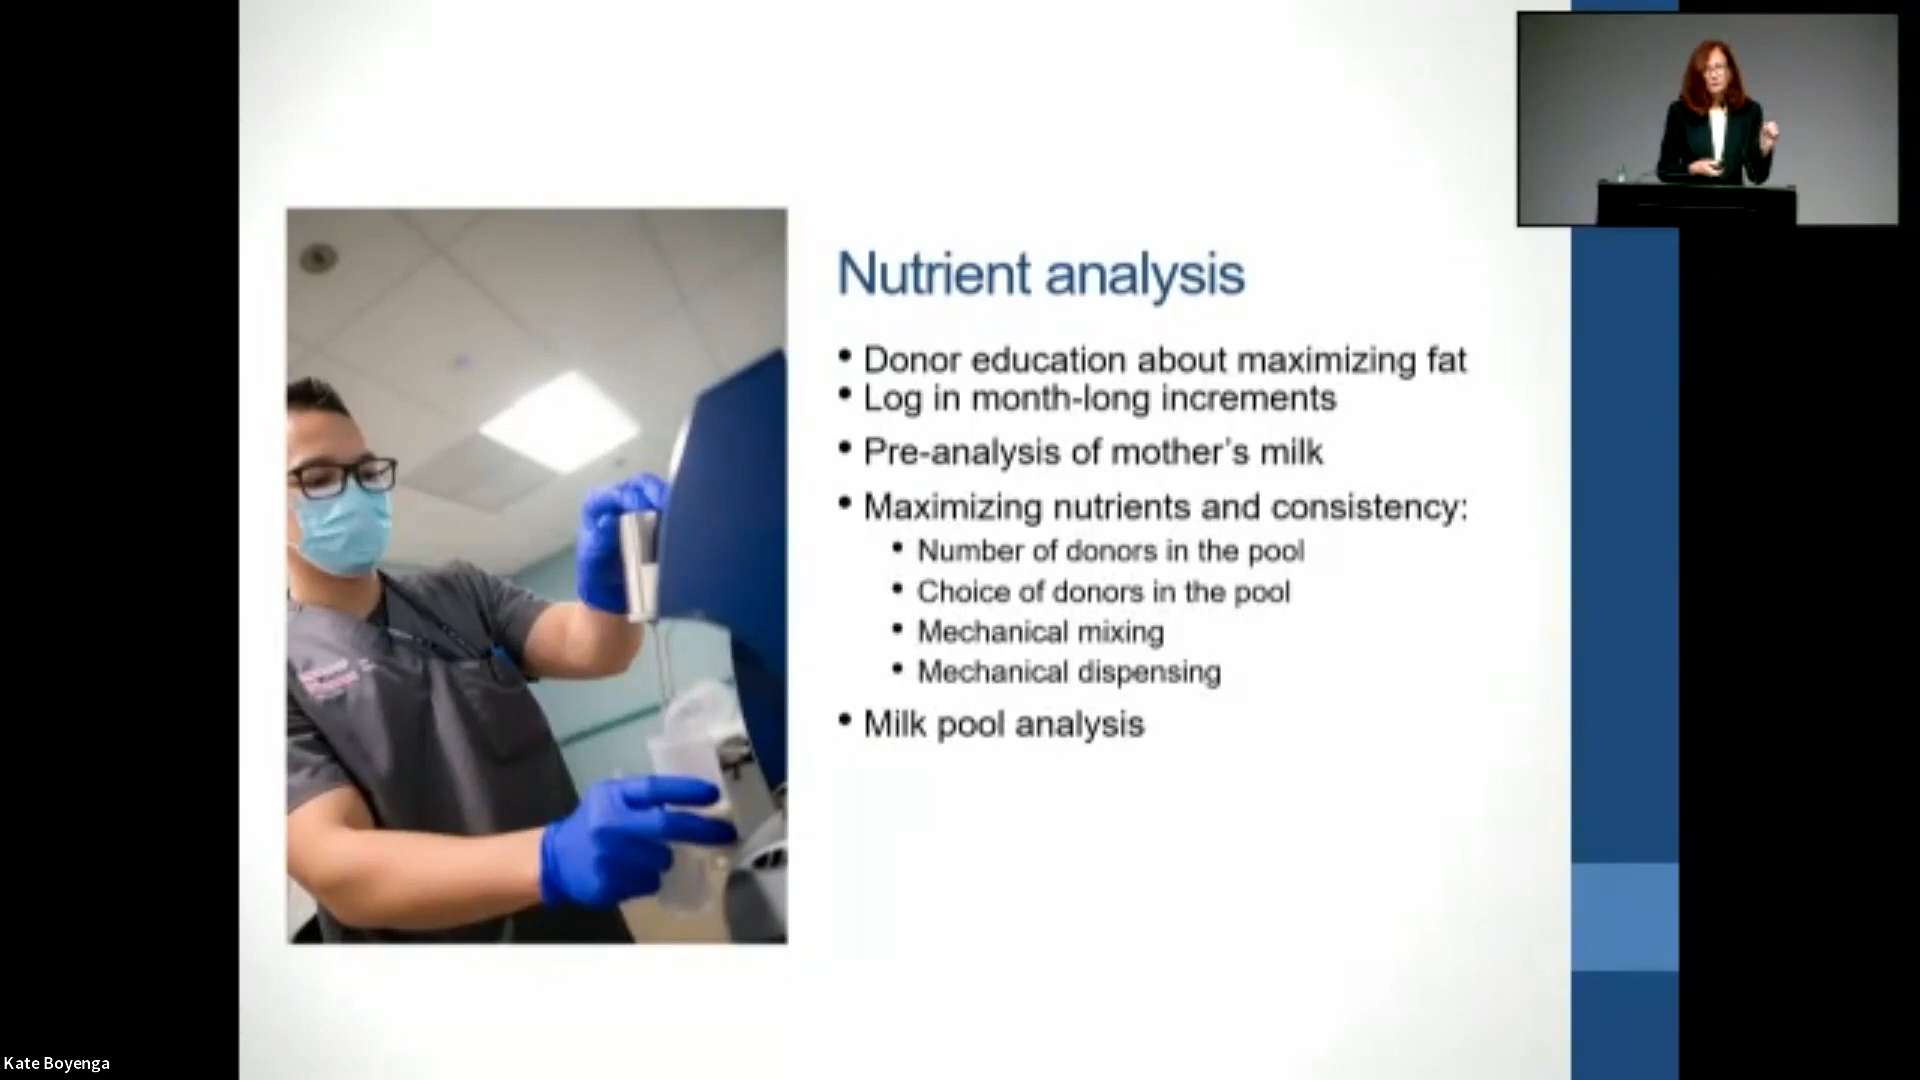 Nutrient analysis
• Donor education about maximizing fat
• Log in month-long increments
• Pre-analysis of mother's milk
• Maximizing nutrients and consistency:
• Number of donors in the pool
• Choice of donors in the pool
• Mechanical mixing
• Mechanical dispensing
• Milk pool analysis
Kate Boyenga